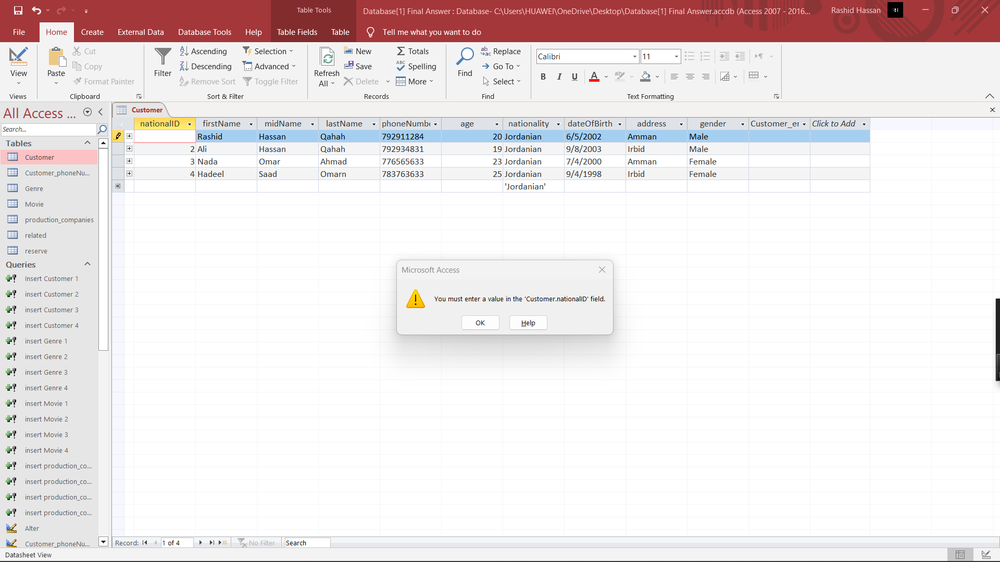 Table Tools
Database[1] Final Answer : Database- C:\Users\HUAWEI\OneDrive\Desktop\Database[1] Final Answer.accdb (Access 2007 - 2016...
Rashid Hassan
File Home Create External Data Database Tools Help Table Fields Table Tell me what you want to do
View
Views
Paste
Cut
Copy
Format Painter
Clipboard
Filter
Ascending
Descending
Remove Sort
Selection
Advanced
Toggle Filter
Sort & Filter
Refresh
All
New
Save
Delete
Totals
Spelling
More
Records
Find
Replace
Go To
Select
Find
Calibri 11
B I U A
Text Formatting
All Access ...
Search...
Tables
Customer
Customer_phoneNu...
Genre
Movie
production_companies
related
reserve
Queries
Insert Customer 1
insert Customer 2
insert Customer 3
insert Customer 4
insert Genre 1
insert Genre 2
insert Genre 3
insert Genre 4
insert Movie 1
insert Movie 2
insert Movie 3
insert Movie 4
insert production_co...
insert production_co...
insert production_co...
insert production_co...
Alter
Customer_phoneNu...
Customer
nationalID firstName midName lastName phoneNumbe age nationality dateOfBirth address gender Customer_er Click to Add
Rashid Hassan Qahah 792911284 20 Jordanian 6/5/2002 Amman Male
2 Ali Hassan Qahah 792934831 19 Jordanian 9/8/2003 Irbid Male
3 Nada Omar Ahmad 776565633 23 Jordanian 7/4/2000 Amman Female
4 Hadeel Saad Omarn 783763633 25 Jordanian 9/4/1998 Irbid Female
'Jordanian'
Microsoft Access
You must enter a value in the 'Customer.nationalID' field.
OK Help
Record: 1 of 4 No Filter Search
Datasheet View